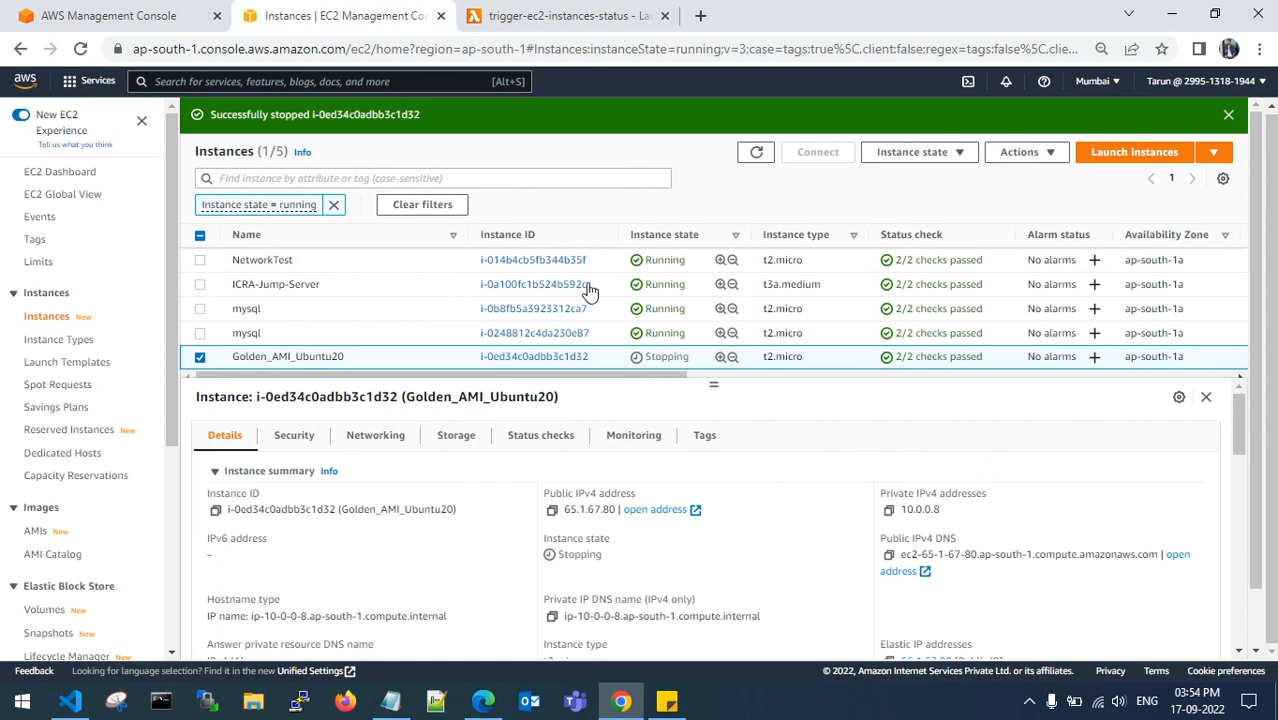 AWS Management Console
Instances | EC2 Management Con
trigger-ec2-instances-status - La
ap-south-1.console.aws.amazon.com/ec2/home?region=ap-south-1#Instances:instanceState=running;v=3;case=tags:true%5C,client:false;regex=tags:false%5C,cli...
aws
Services
Search for services, features, blogs, docs, and more
[Alt+S]
Mumbai
Tarun @ 2995-1318-1944
New EC2
Experience
Tell us what you think
EC2 Dashboard
EC2 Global View
Events
Tags
Limits
Instances
Instances New
Instance Types
Launch Templates
Spot Requests
Savings Plans
Reserved Instances New
Dedicated Hosts
Capacity Reservations
Images
AMIs New
AMI Catalog
Elastic Block Store
Volumes New
Snapshots New
Lifecycle Manager New
Successfully stopped i-0ed34c0adbb3c1d32
Instances (1/5) Info
Connect
Instance state
Actions
Launch instances
Find instance by attribute or tag (case-sensitive)
1
Instance state = running
Clear filters
Name Instance ID Instance state Instance type Status check Alarm status Availability Zone
NetworkTest i-014b4cb5fb344b35f Running t2.micro 2/2 checks passed No alarms + ap-south-1a
ICRA-Jump-Server Running t3a.medium 2/2 checks passed No alarms + ap-south-1a
mysql i-0b8fb5a3923312ca7 Running t2.micro 2/2 checks passed No alarms + ap-south-1a
mysql i-0248812c4da230e87 Running t2.micro 2/2 checks passed No alarms + ap-south-1a
Golden_AMI_Ubuntu20 i-0ed34c0adbb3c1d32 Stopping t2.micro 2/2 checks passed No alarms + ap-south-1a
Instance: i-0ed34c0adbb3c1d32 (Golden_AMI_Ubuntu20)
Details Security Networking Storage Status checks Monitoring Tags
Instance summary Info
Instance ID
i-0ed34c0adbb3c1d32 (Golden_AMI_Ubuntu20)
Public IPv4 address
65.1.67.80 | open address
Private IPv4 addresses
10.0.0.8
IPv6 address
–
Instance state
Stopping
Public IPv4 DNS
ec2-65-1-67-80.ap-south-1.compute.amazonaws.com | open
address
Hostname type
IP name: ip-10-0-0-8.ap-south-1.compute.internal
Private IP DNS name (IPv4 only)
ip-10-0-0-8.ap-south-1.compute.internal
Answer private resource DNS name
Instance type
Elastic IP addresses
Feedback
Looking for language selection? Find it in the new Unified Settings
© 2022, Amazon Internet Services Private Ltd. or its affiliates.
Privacy
Terms
Cookie preferences
ENG
03:54 PM
17-09-2022